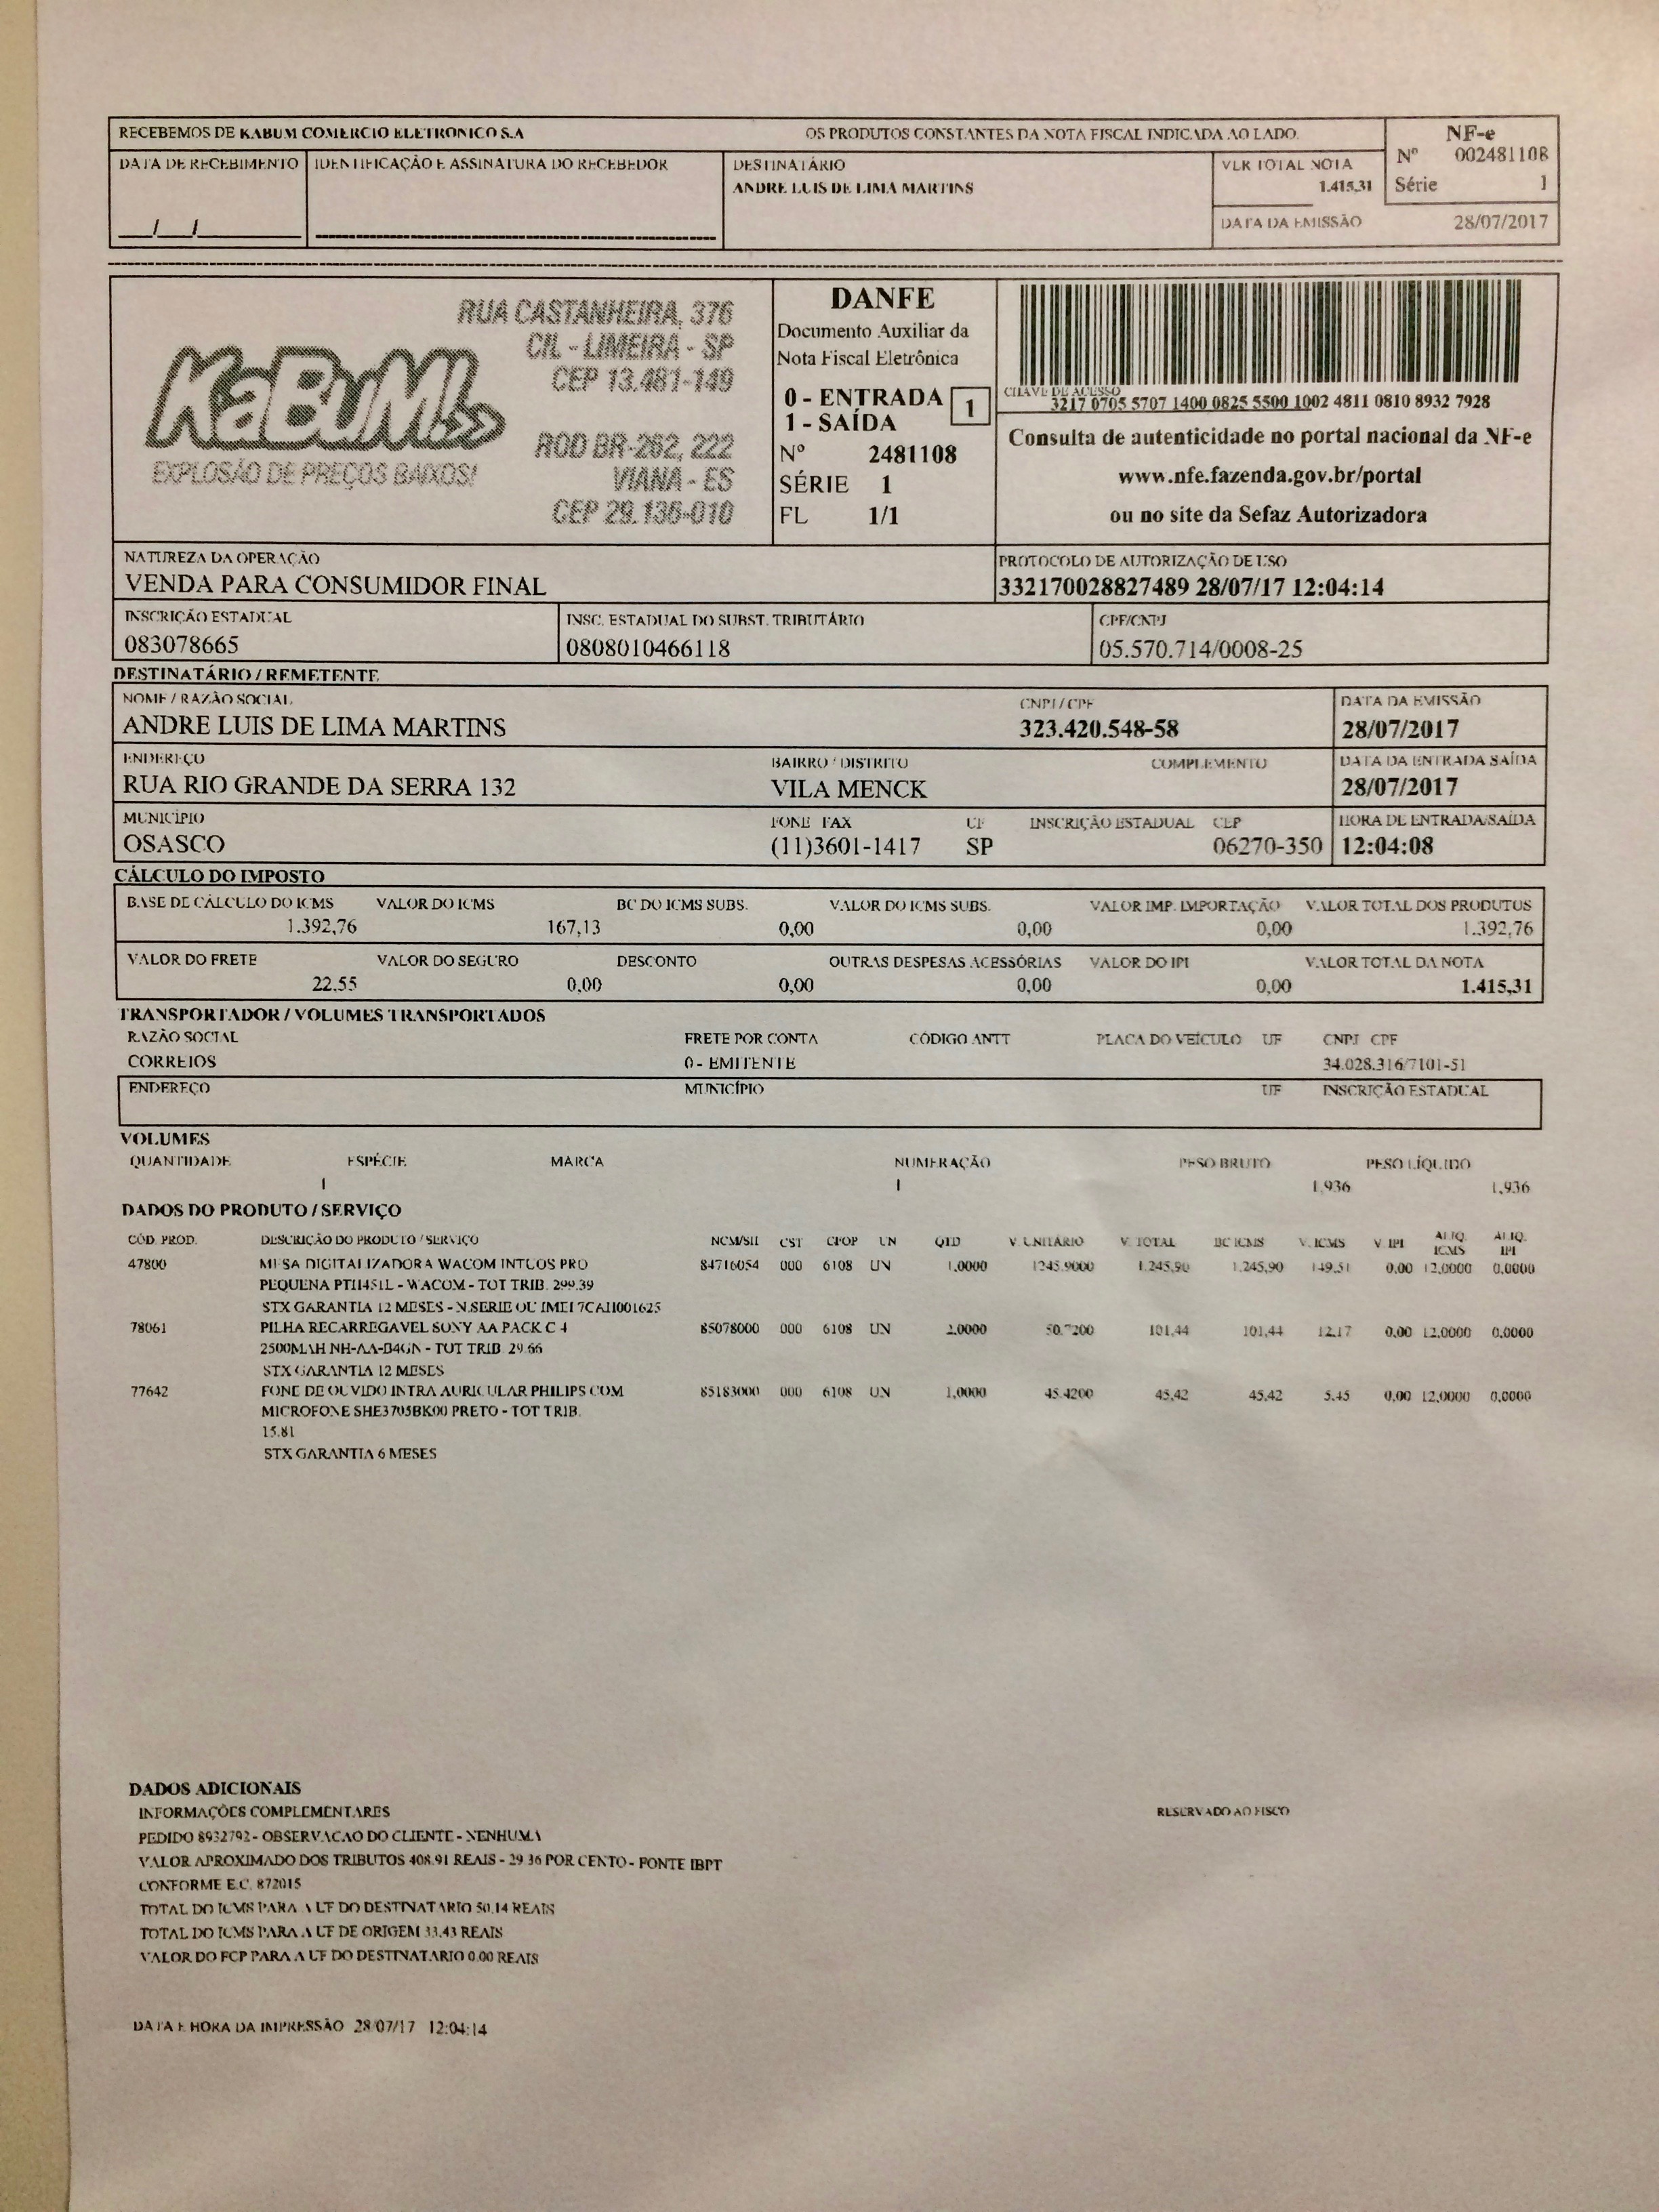 RECEBEMOS DE KABUM COMERCIO ELETRONICO S.A OS PRODUTOS CONSTANTES DA NOTA FISCAL INDICADA AO LADO.
NF-e
Nº 002481108
Série 1
DATA DE RECEBIMENTO IDENTIFICAÇÃO E ASSINATURA DO RECEBEDOR DESTINATÁRIO VLR TOTAL NOTA
ANDRE LUIS DE LIMA MARTINS 1.415,31
__/__/__ DATA DA EMISSÃO 28/07/2017
KaBuM!
EXPLOSÃO DE PREÇOS BAIXOS!
RUA CASTANHEIRA, 376
CIL - LIMEIRA - SP
CEP 13.481-149
ROD BR-262, 222
VIANA - ES
CEP 29.136-010
DANFE
Documento Auxiliar da
Nota Fiscal Eletrônica
0 - ENTRADA 1
1 - SAÍDA
Nº 2481108
SÉRIE 1
FL 1/1
CHAVE DE ACESSO
3217 0705 5707 1400 0825 5500 1002 4811 0810 8932 7928
Consulta de autenticidade no portal nacional da NF-e
www.nfe.fazenda.gov.br/portal
ou no site da Sefaz Autorizadora
NATUREZA DA OPERAÇÃO PROTOCOLO DE AUTORIZAÇÃO DE USO
VENDA PARA CONSUMIDOR FINAL 332170028827489 28/07/17 12:04:14
INSCRIÇÃO ESTADUAL INSC. ESTADUAL DO SUBST. TRIBUTÁRIO CPF/CNPJ
083078665 0808010466118 05.570.714/0008-25
DESTINATÁRIO / REMETENTE
NOME / RAZÃO SOCIAL CNPJ / CPF DATA DA EMISSÃO
ANDRE LUIS DE LIMA MARTINS 323.420.548-58 28/07/2017
ENDEREÇO BAIRRO / DISTRITO COMPLEMENTO DATA DA ENTRADA SAÍDA
RUA RIO GRANDE DA SERRA 132 VILA MENCK 28/07/2017
MUNICÍPIO FONE FAX UF INSCRIÇÃO ESTADUAL CEP HORA DE ENTRADA/SAÍDA
OSASCO (11)3601-1417 SP 06270-350 12:04:08
CÁLCULO DO IMPOSTO
BASE DE CÁLCULO DO ICMS VALOR DO ICMS BC DO ICMS SUBS. VALOR DO ICMS SUBS. VALOR IMP. IMPORTAÇÃO VALOR TOTAL DOS PRODUTOS
1.392,76 167,13 0,00 0,00 0,00 1.392,76
VALOR DO FRETE VALOR DO SEGURO DESCONTO OUTRAS DESPESAS ACESSÓRIAS VALOR DO IPI VALOR TOTAL DA NOTA
22,55 0,00 0,00 0,00 0,00 1.415,31
TRANSPORTADOR / VOLUMES TRANSPORTADOS
RAZÃO SOCIAL FRETE POR CONTA CÓDIGO ANTT PLACA DO VEÍCULO UF CNPJ CPF
CORREIOS 0 - EMITENTE 34.028.316/7101-51
ENDEREÇO MUNICÍPIO UF INSCRIÇÃO ESTADUAL
VOLUMES
QUANTIDADE ESPÉCIE MARCA NUMERAÇÃO PESO BRUTO PESO LÍQUIDO
1 1 1,936 1,936
DADOS DO PRODUTO / SERVIÇO
CÓD. PROD. DESCRIÇÃO DO PRODUTO / SERVIÇO NCM/SH CST CFOP UN QTD V. UNITÁRIO V. TOTAL BC ICMS V. ICMS V. IPI ALIQ. ICMS ALIQ. IPI
47800 MESA DIGITALIZADORA WACOM INTUOS PRO 84716054 000 6108 UN 1,0000 1245.9000 1.245,90 1.245,90 149,51 0,00 12,0000 0,0000
PEQUENA PTH451L - WACOM - TOT TRIB. 299.39
STX GARANTIA 12 MESES - N.SERIE OU IMEI 7CAH001625
78061 PILHA RECARREGAVEL SONY AA PACK C 4 85078000 000 6108 UN 2,0000 50.7200 101,44 101,44 12,17 0,00 12,0000 0,0000
2500MAH NH-AA-B4GN - TOT TRIB. 29.66
STX GARANTIA 12 MESES
77642 FONE DE OUVIDO INTRA AURICULAR PHILIPS COM 85183000 000 6108 UN 1,0000 45.4200 45,42 45,42 5,45 0,00 12,0000 0,0000
MICROFONE SHE3705BK00 PRETO - TOT TRIB.
15.81
STX GARANTIA 6 MESES
DADOS ADICIONAIS
INFORMAÇÕES COMPLEMENTARES RESERVADO AO FISCO
PEDIDO 8932792 - OBSERVACAO DO CLIENTE - NENHUMA
VALOR APROXIMADO DOS TRIBUTOS 408.91 REAIS - 29.36 POR CENTO - FONTE IBPT
CONFORME E.C. 872015
TOTAL DO ICMS PARA A UF DO DESTINATARIO 50.14 REAIS
TOTAL DO ICMS PARA A UF DE ORIGEM 33.43 REAIS
VALOR DO FCP PARA A UF DO DESTINATARIO 0.00 REAIS
DATA E HORA DA IMPRESSÃO 28/07/17 12:04:14